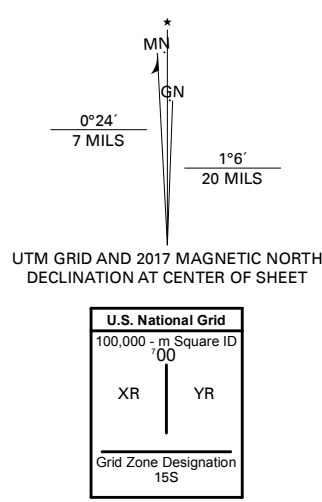 ★
MN
GN
0°24´
7 MILS
1°6´
20 MILS
UTM GRID AND 2017 MAGNETIC NORTH
DECLINATION AT CENTER OF SHEET
U.S. National Grid
100,000 - m Square ID
⁷00
XR YR
Grid Zone Designation
15S